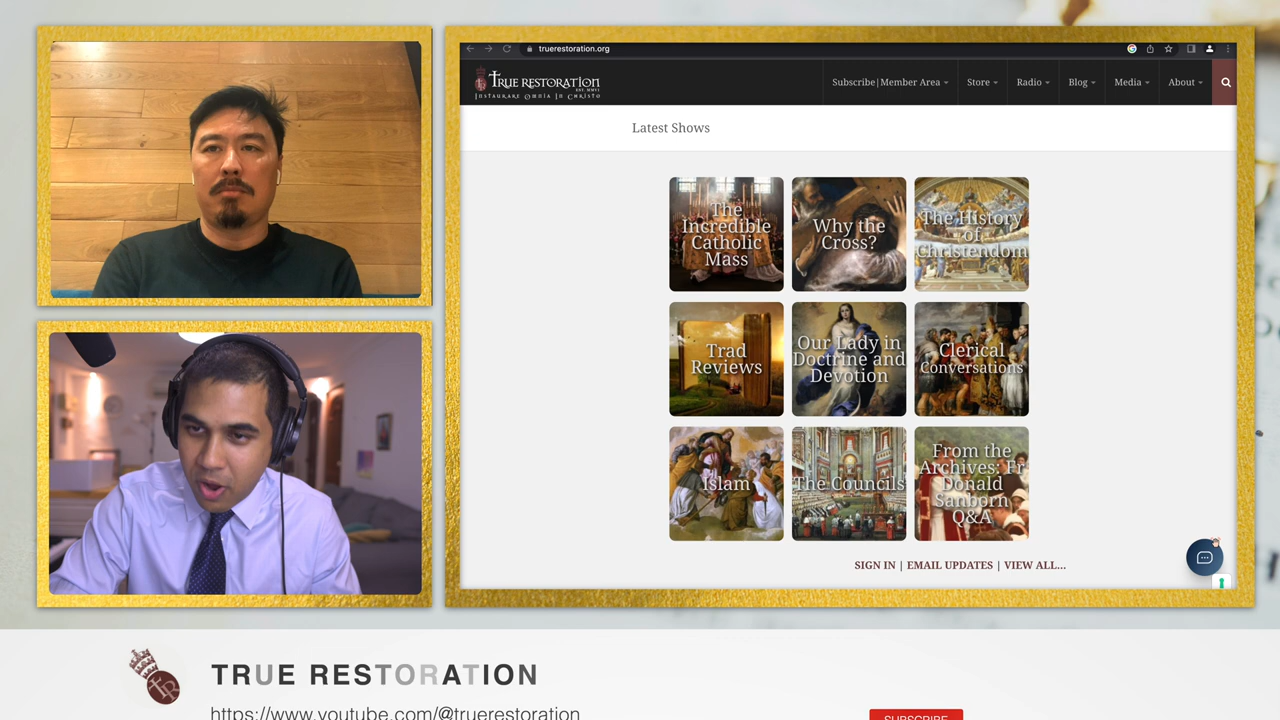 truerestoration.org
TRUE RESTORATION
EST. MMVI
Instaurare Omnia In Christo
Subscribe|Member Area
Store
Radio
Blog
Media
About
Latest Shows
The
Incredible
Catholic
Mass
Why the
Cross?
The History
of
Christendom
Trad
Reviews
Our Lady in
Doctrine and
Devotion
Clerical
Conversations
Islam
The Councils
From the
Archives: Fr
Donald
Sanborn
Q&A
SIGN IN | EMAIL UPDATES | VIEW ALL...
TR
TRUE RESTORATION
https://www.youtube.com/@truerestoration
SUBSCRIBE